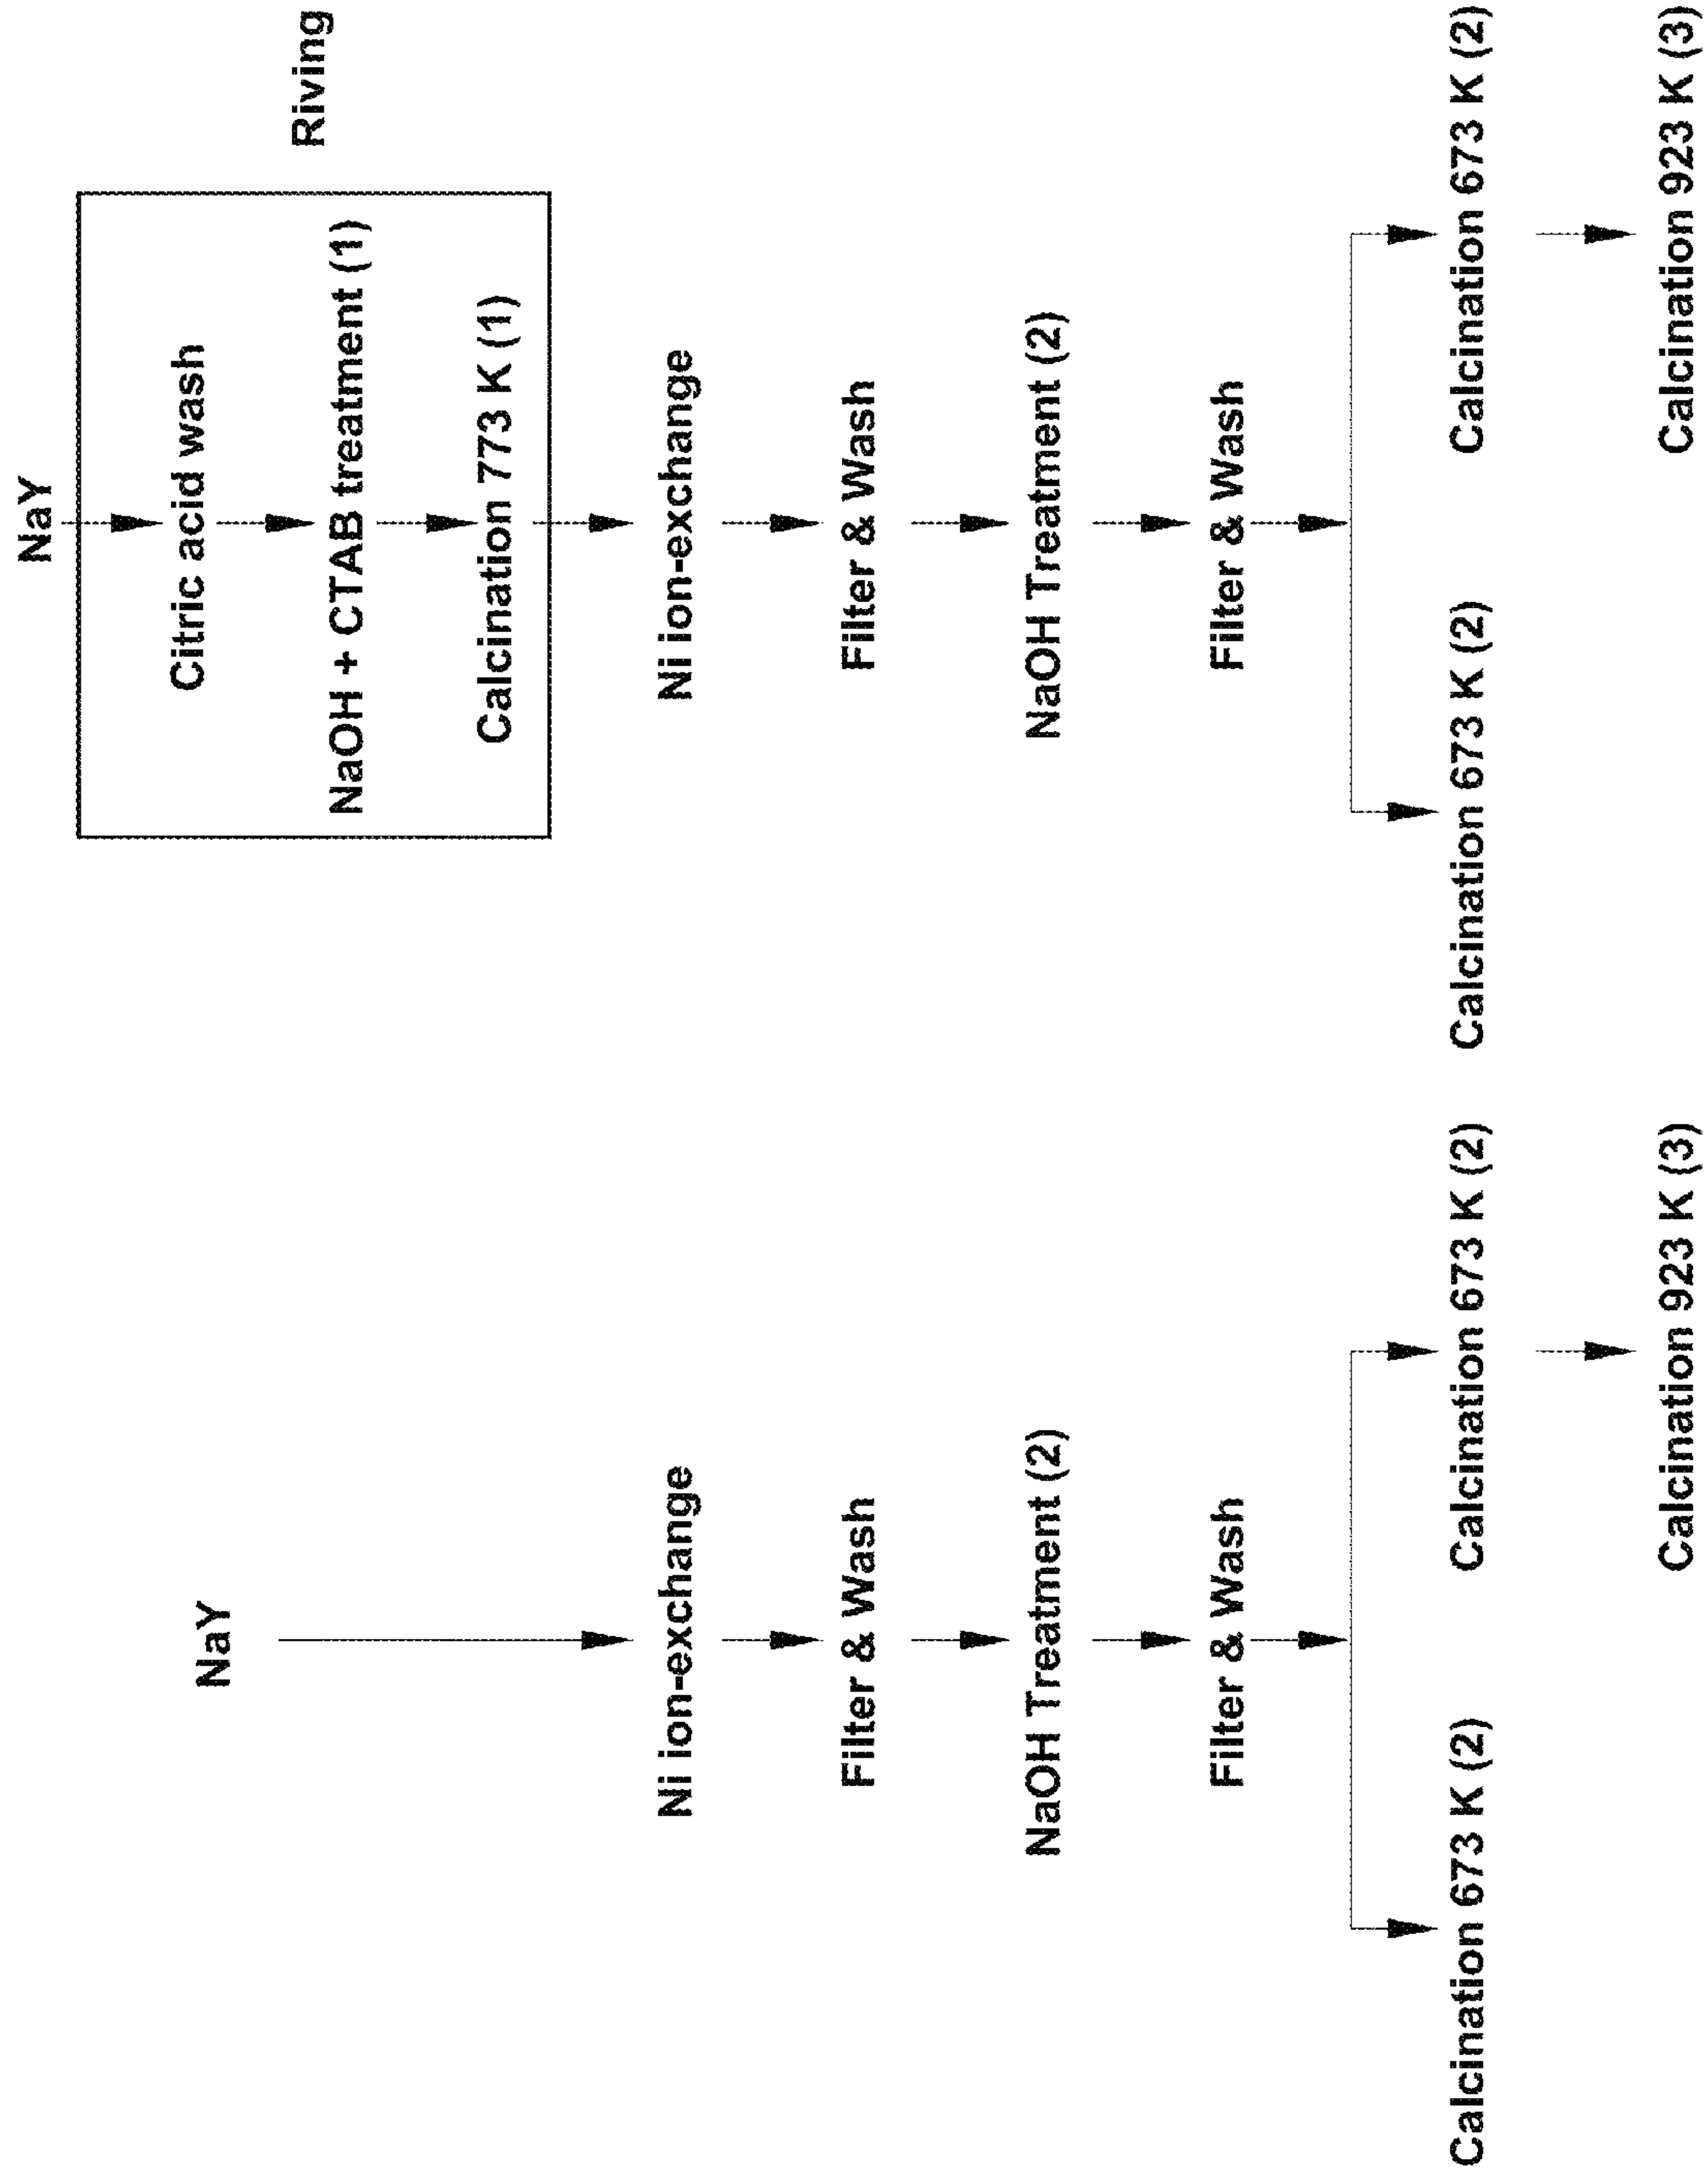 NaY
Ni ion-exchange
Filter & Wash
NaOH Treatment (2)
Filter & Wash
Calcination 673 K (2)
Calcination 673 K (2)
Calcination 923 K (3)
NaY
Riving
Citric acid wash
NaOH + CTAB treatment (1)
Calcination 773 K (1)
Ni ion-exchange
Filter & Wash
NaOH Treatment (2)
Filter & Wash
Calcination 673 K (2)
Calcination 673 K (2)
Calcination 923 K (3)